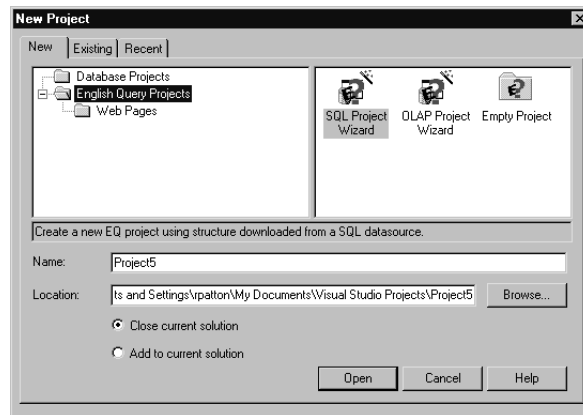 New Project
New Existing Recent
Database Projects
English Query Projects
Web Pages
SQL Project Wizard
OLAP Project Wizard
Empty Project
Create a new EQ project using structure downloaded from a SQL datasource.
Name: Project5
Location: ts and Settings\rpatton\My Documents\Visual Studio Projects\Project5 Browse...
Close current solution
Add to current solution
Open Cancel Help